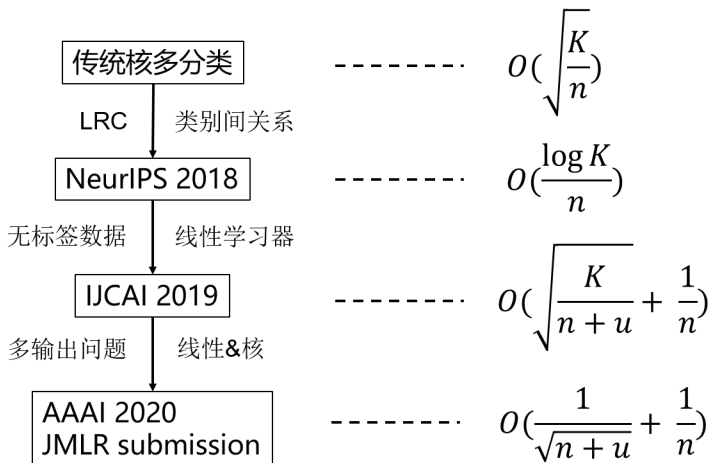 传统核多分类 O(√(K/n))
LRC 类别间关系
NeurIPS 2018 O(log K/n)
无标签数据 线性学习器
IJCAI 2019 O(√(K/(n + u)) + 1/n)
多输出问题 线性&核
AAAI 2020
JMLR submission O(1/√(n + u) + 1/n)